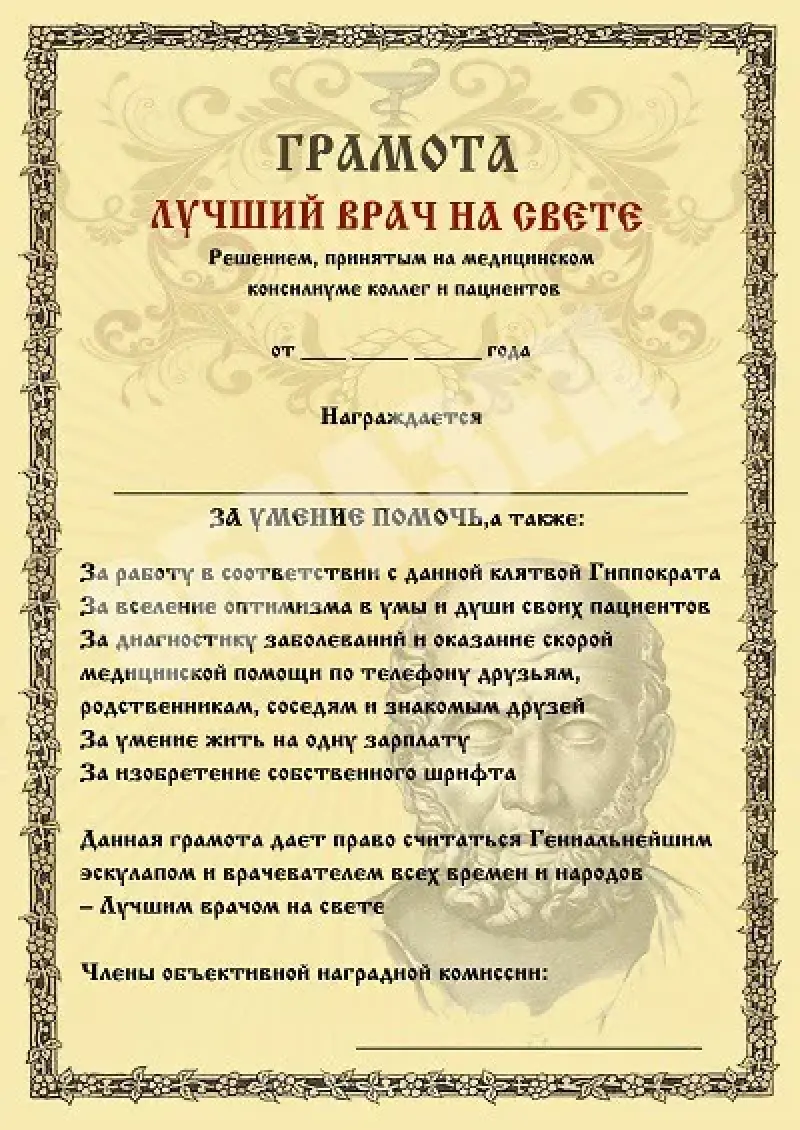 ГРАМОТА
ЛУЧШИЙ ВРАЧ НА СВЕТЕ
Решением, принятым на медицинском
консилиуме коллег и пациентов
от ____ _____ ______ года
Награждается
ЗА УМЕНИЕ ПОМОЧЬ,а также:
За работу в соответствии с данной клятвой Гиппократа
За вселение оптимизма в умы и души своих пациентов
За диагностику заболеваний и оказание скорой
медицинской помощи по телефону друзьям,
родственникам, соседям и знакомым друзей
За умение жить на одну зарплату
За изобретение собственного шрифта
Данная грамота дает право считаться Гениальнейшим
эскулапом и врачевателем всех времен и народов
– Лучшим врачом на свете
Члены объективной наградной комиссии:
ОБРАЗЕЦ